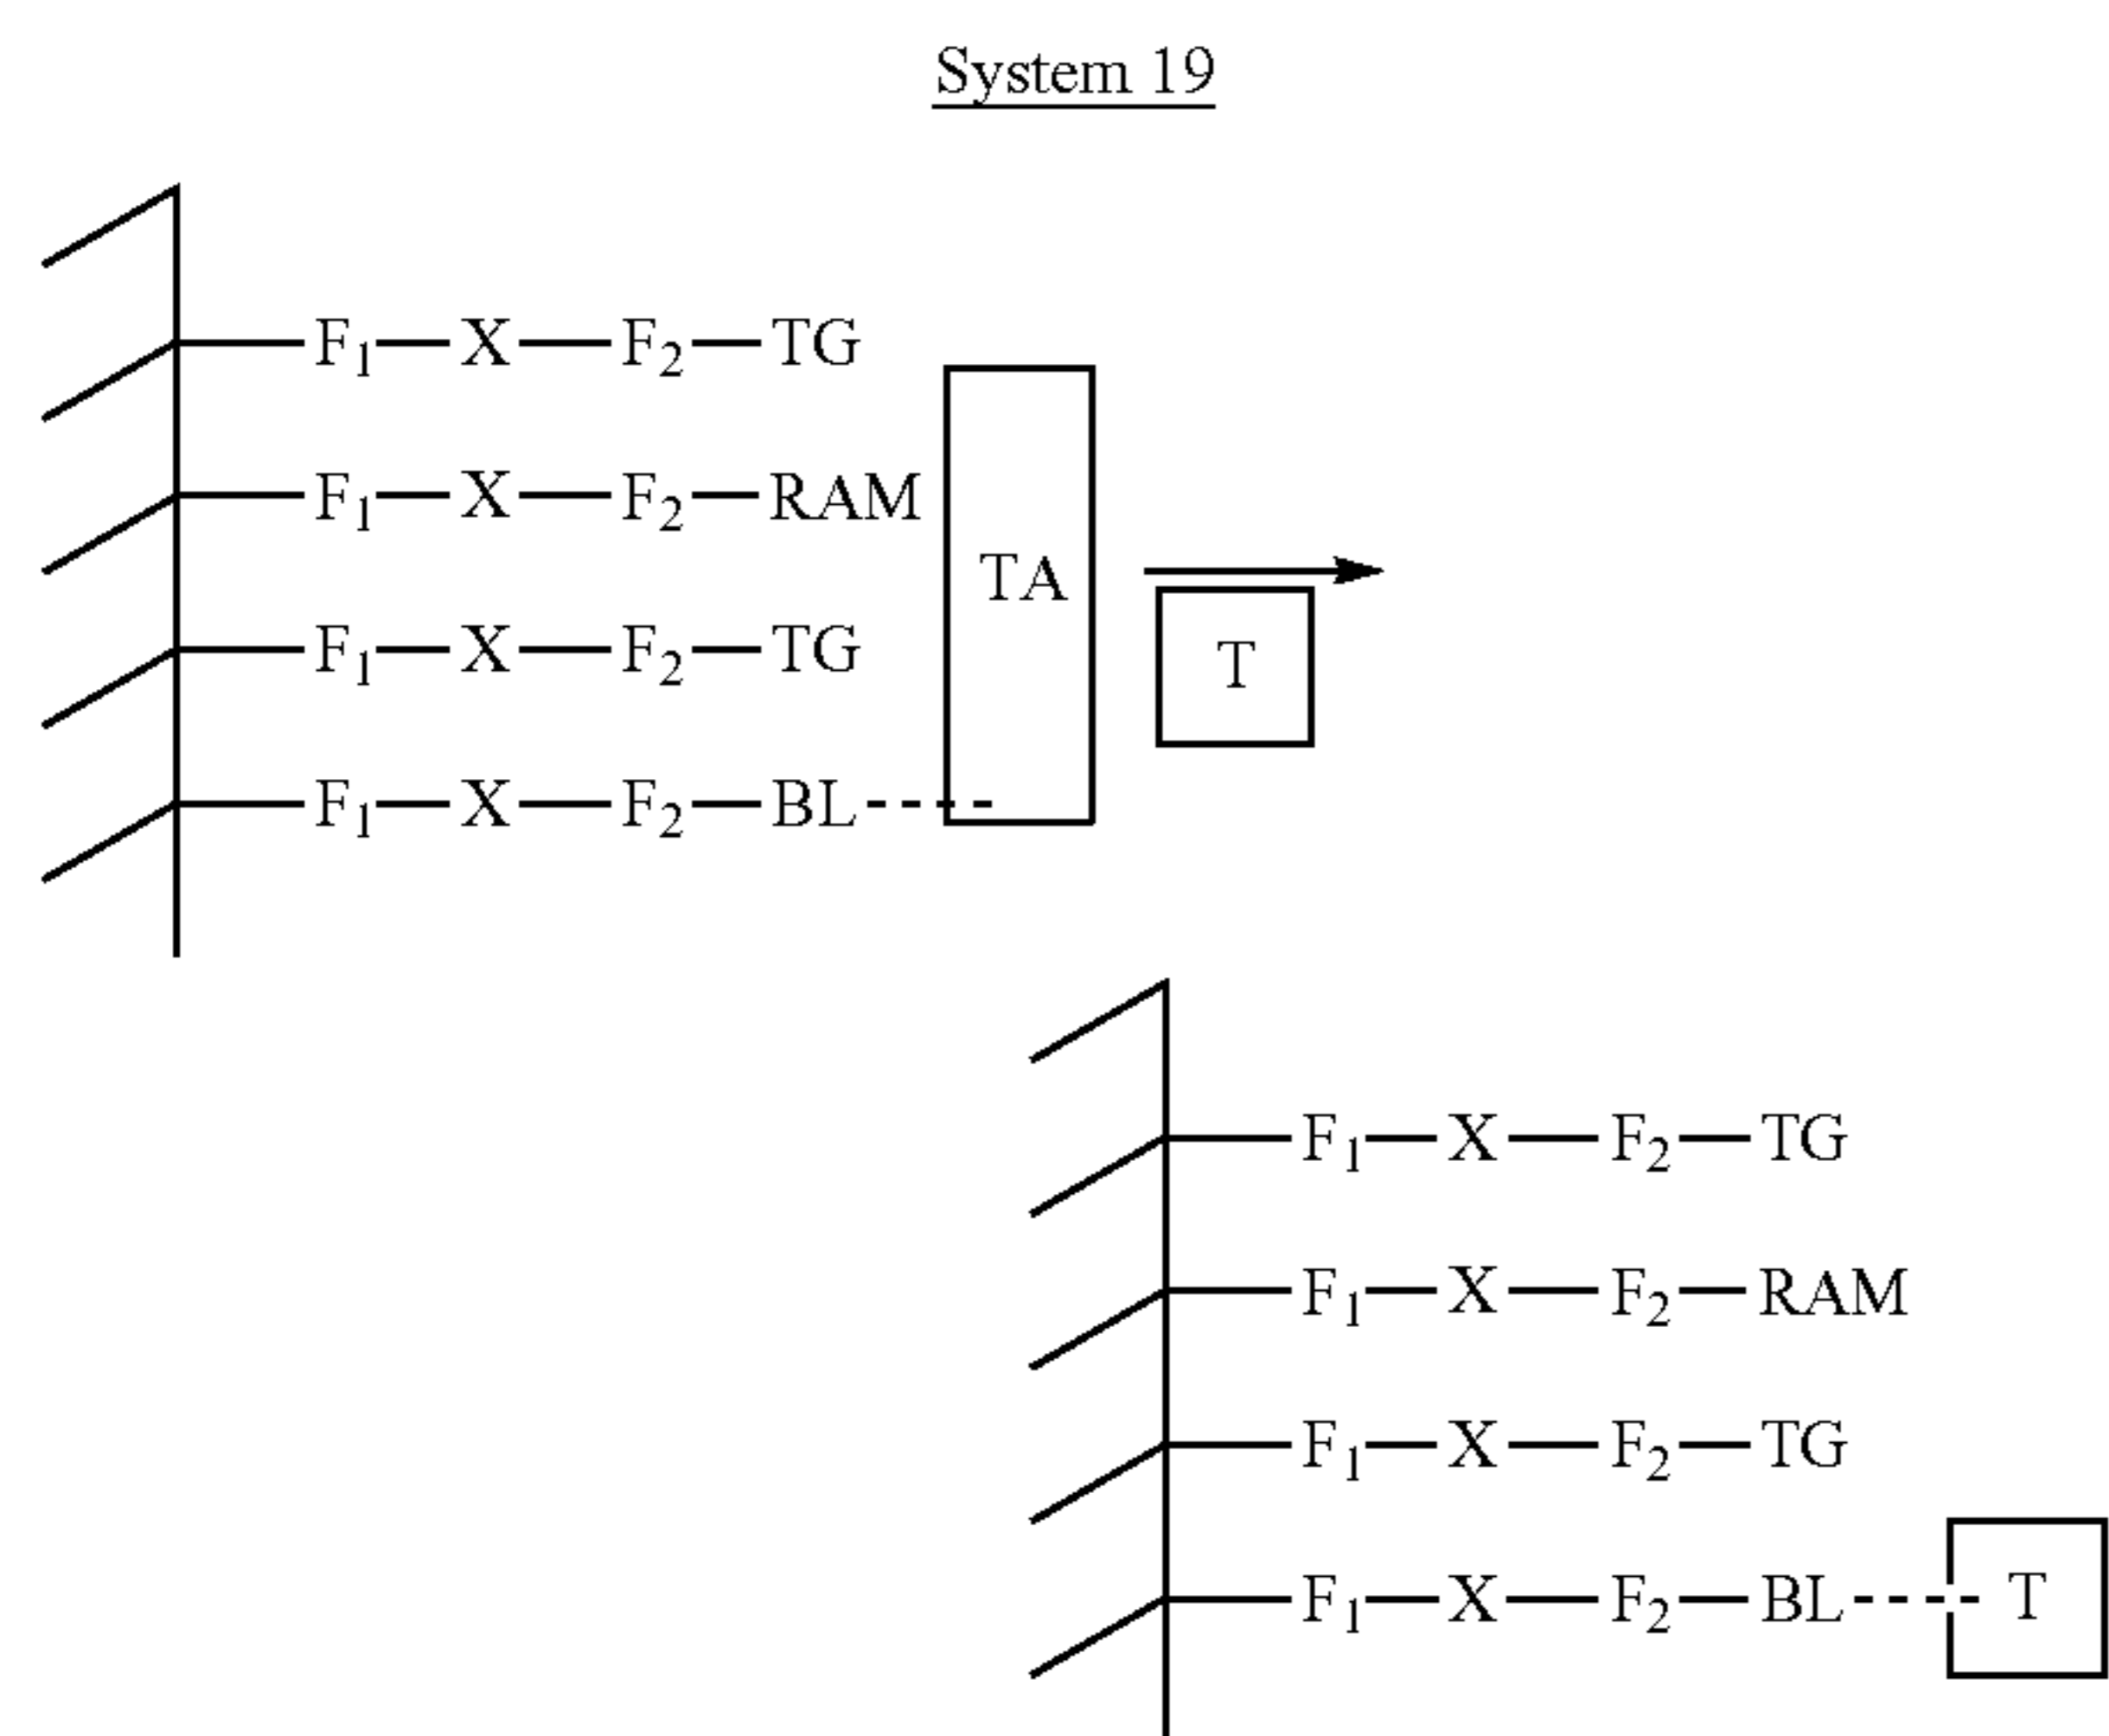 System 19
F₁—X—F₂—TG
F₁—X—F₂—RAM
TA
F₁—X—F₂—TG
T
F₁—X—F₂—BL
F₁—X—F₂—TG
F₁—X—F₂—RAM
F₁—X—F₂—TG
F₁—X—F₂—BL T